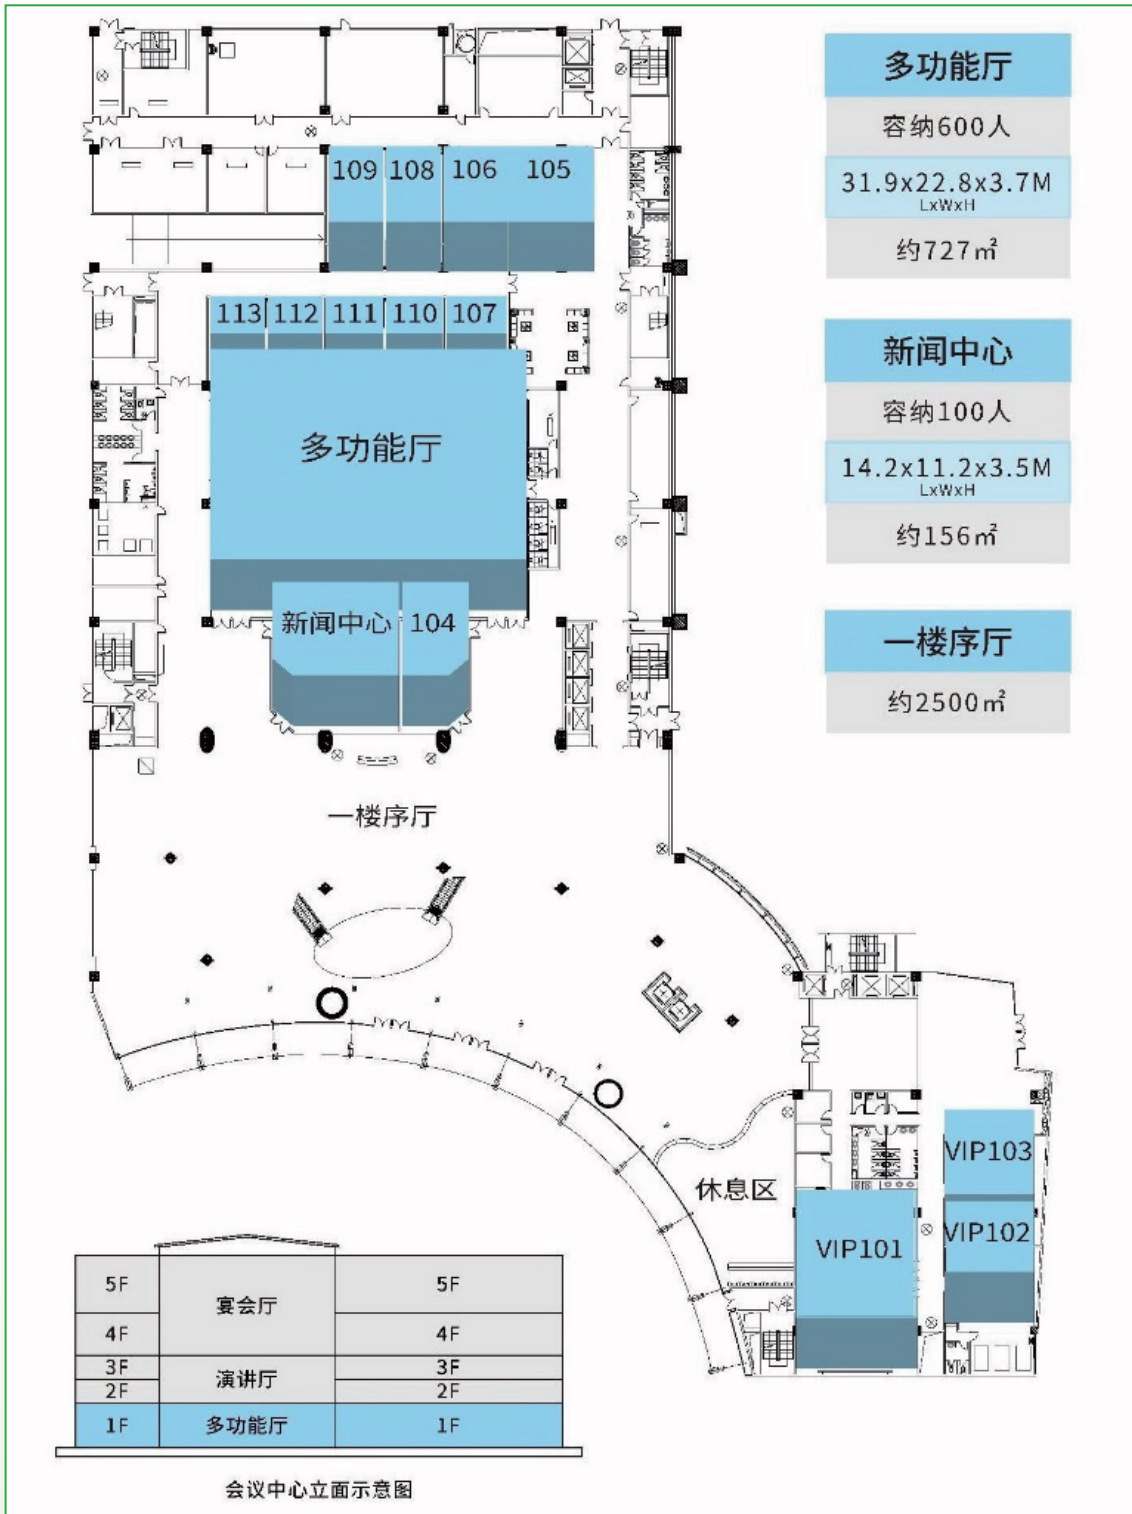 多功能厅
容纳600人
31.9x22.8x3.7M
LxWxH
约727㎡
新闻中心
容纳100人
14.2x11.2x3.5M
LxWxH
约156㎡
一楼序厅
约2500㎡
109 108 106 105
113 112 111 110 107
多功能厅
新闻中心 104
一楼序厅
休息区
VIP103
VIP102
VIP101
5F 5F
宴会厅
4F 4F
3F 3F
演讲厅
2F 2F
1F 多功能厅 1F
会议中心立面示意图